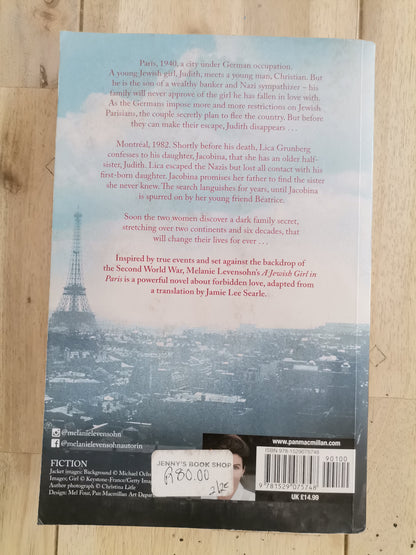 Paris, 1940, a city under German occupation.
A young Jewish girl, Judith, meets a young man, Christian. But
he is the son of a wealthy banker and Nazi sympathizer – his
family will never approve of the girl he has fallen in love with.
As the Germans impose more and more restrictions on Jewish
Parisians, the couple secretly plan to flee the country. But before
they can make their escape, Judith disappears . . .
Montréal, 1982. Shortly before his death, Lica Grunberg
confesses to his daughter, Jacobina, that she has an older half-
sister, Judith. Lica escaped the Nazis but lost all contact with his
first-born daughter. Jacobina promises her father to find the sister
she never knew. The search languishes for years, until Jacobina
is spurred on by her young friend Béatrice.
Soon the two women discover a dark family secret,
stretching over two continents and six decades, that
will change their lives for ever . . .
Inspired by true events and set against the backdrop of
the Second World War, Melanie Levensohn's A Jewish Girl in
Paris is a powerful novel about forbidden love, adapted from
a translation by Jamie Lee Searle.
@melanielevensohn
@melanielevensohnautorin
FICTION
Jacket images: Background © Michael Ochs
Images, Girl © Keystone-France/Getty Imag
Author photograph © Christina Litle
Design: Mel Four, Pan Macmillan Art Depar
JENNY'S BOOK SHOP
R80.00
www.panmacmillan.com
ISBN 978-1529075748
90100
9 781529 075748
UK £14.99